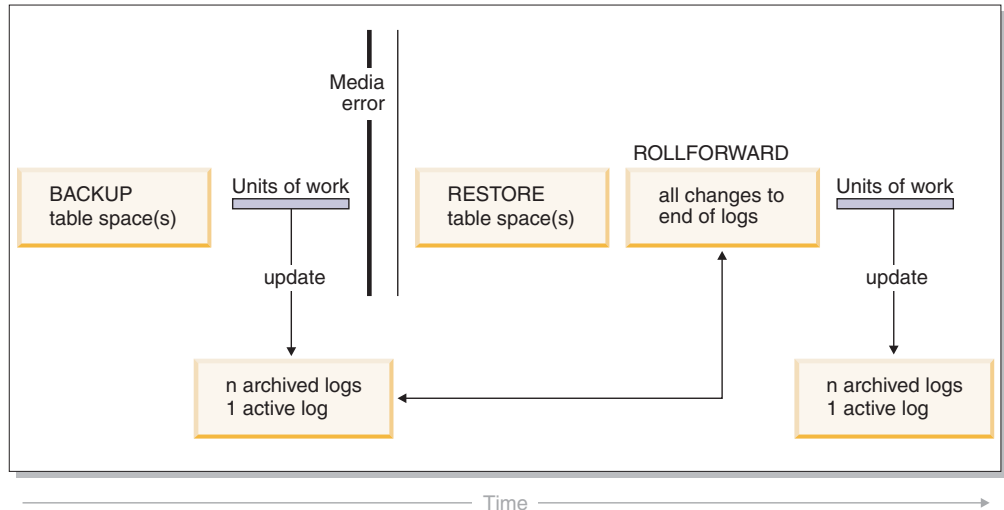 Media
error
BACKUP
table space(s)
Units of work
update
n archived logs
1 active log
RESTORE
table space(s)
ROLLFORWARD
all changes to
end of logs
Units of work
update
n archived logs
1 active log
Time